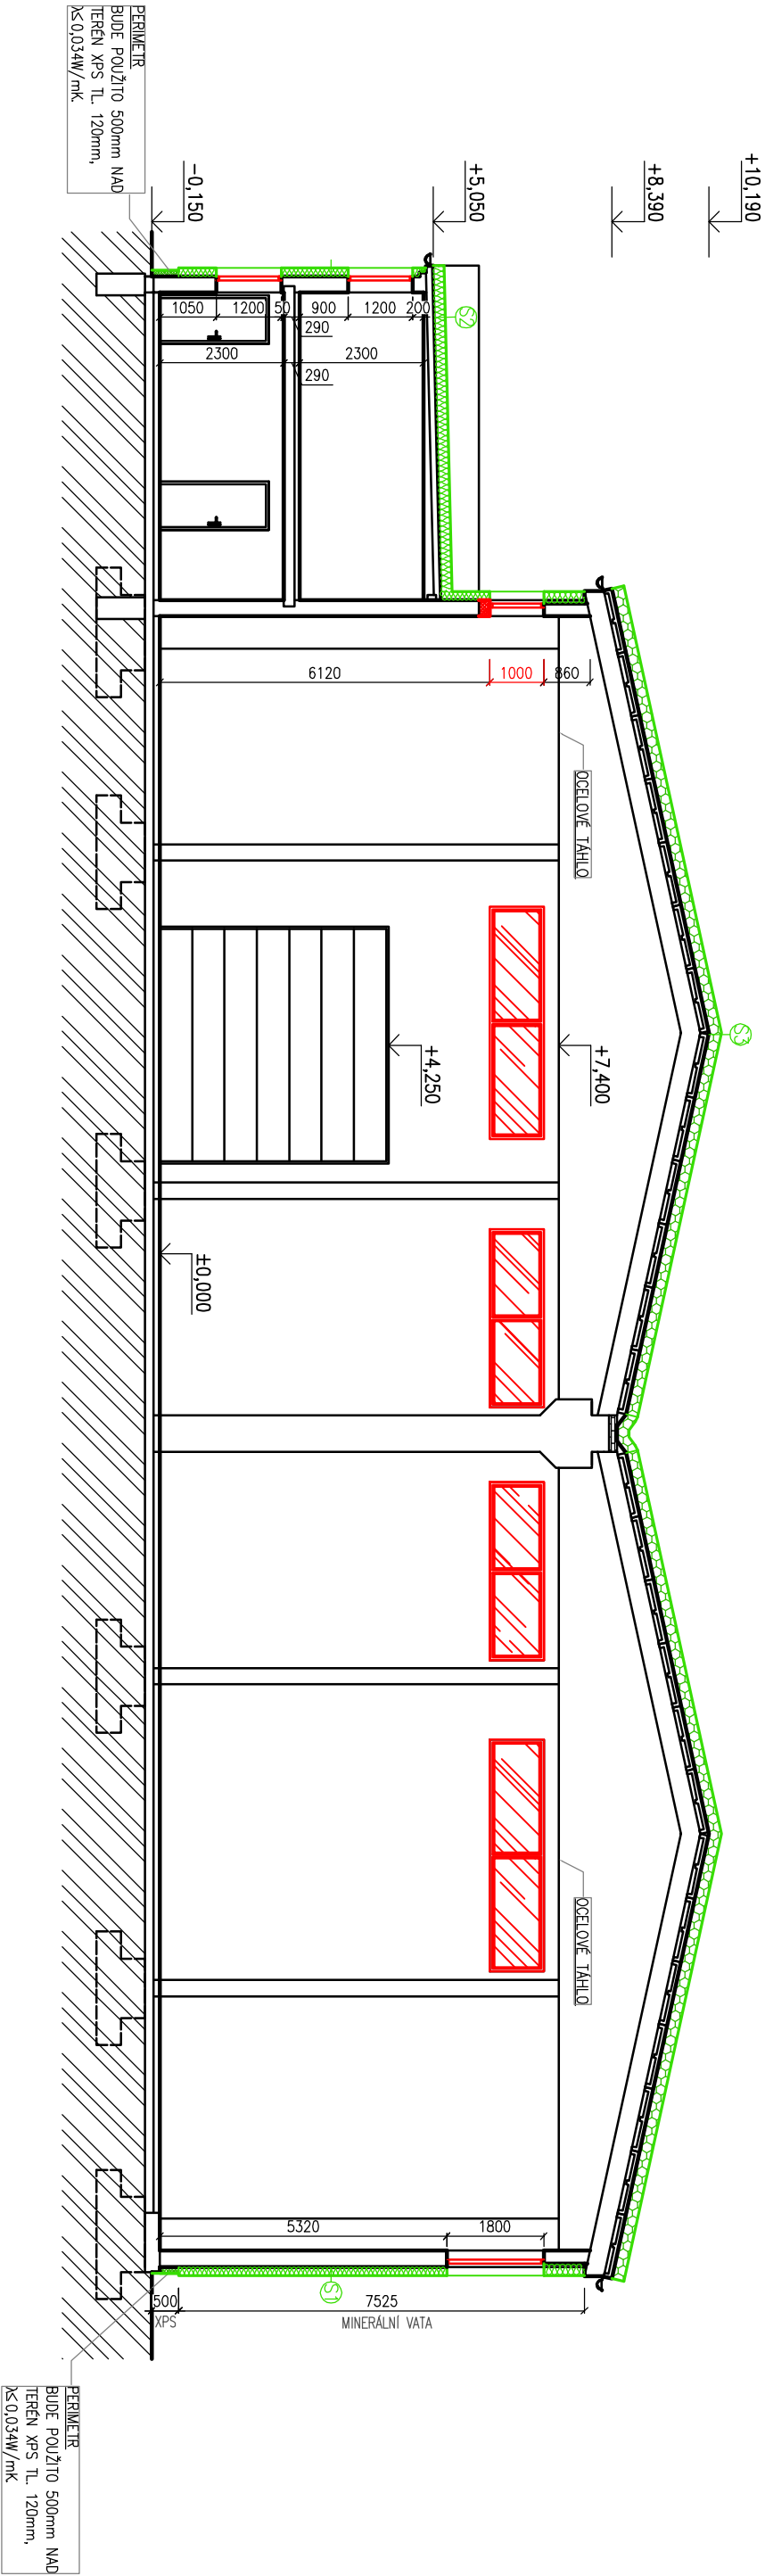 +10,190
+8,390
+5,050
-0,150
PERIMETR
BUDE POUŽITO 500mm NAD
TERÉN XPS TL. 120mm,
λ≤0,034W/mK.
1050
1200
50
900
1200
200
290
2300
2300
290
S2
6120
1000
860
OCELOVÉ TÁHLO
S3
+7,400
+4,250
±0,000
OCELOVÉ TÁHLO
5320
1800
S1
500
7525
XPS
MINERÁLNÍ VATA
PERIMETR
BUDE POUŽITO 500mm NAD
TERÉN XPS TL. 120mm,
λ≤0,034W/mK.